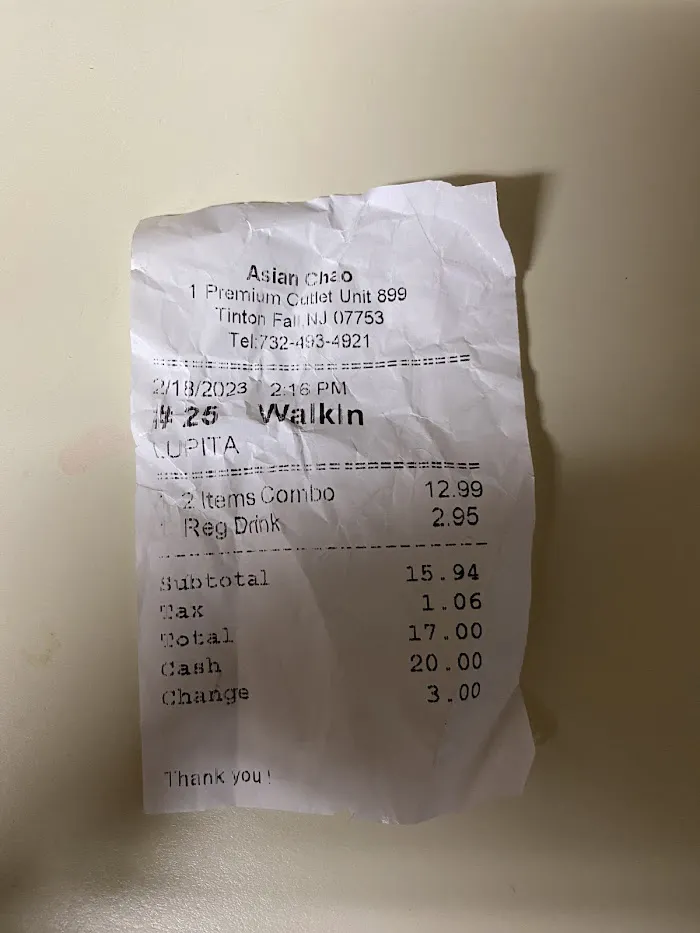 Asian Chao
1 Premium Outlet Unit 899
Tinton Fall,NJ 07753
Tel:732-493-4921
==============================
2/18/2023 2:16 PM
# 25 WalkIn
LUPITA
==============================
1 2 Items Combo 12.99
1 Reg Drink 2.95
------------------------------
Subtotal 15.94
Tax 1.06
Total 17.00
Cash 20.00
Change 3.00
Thank you!